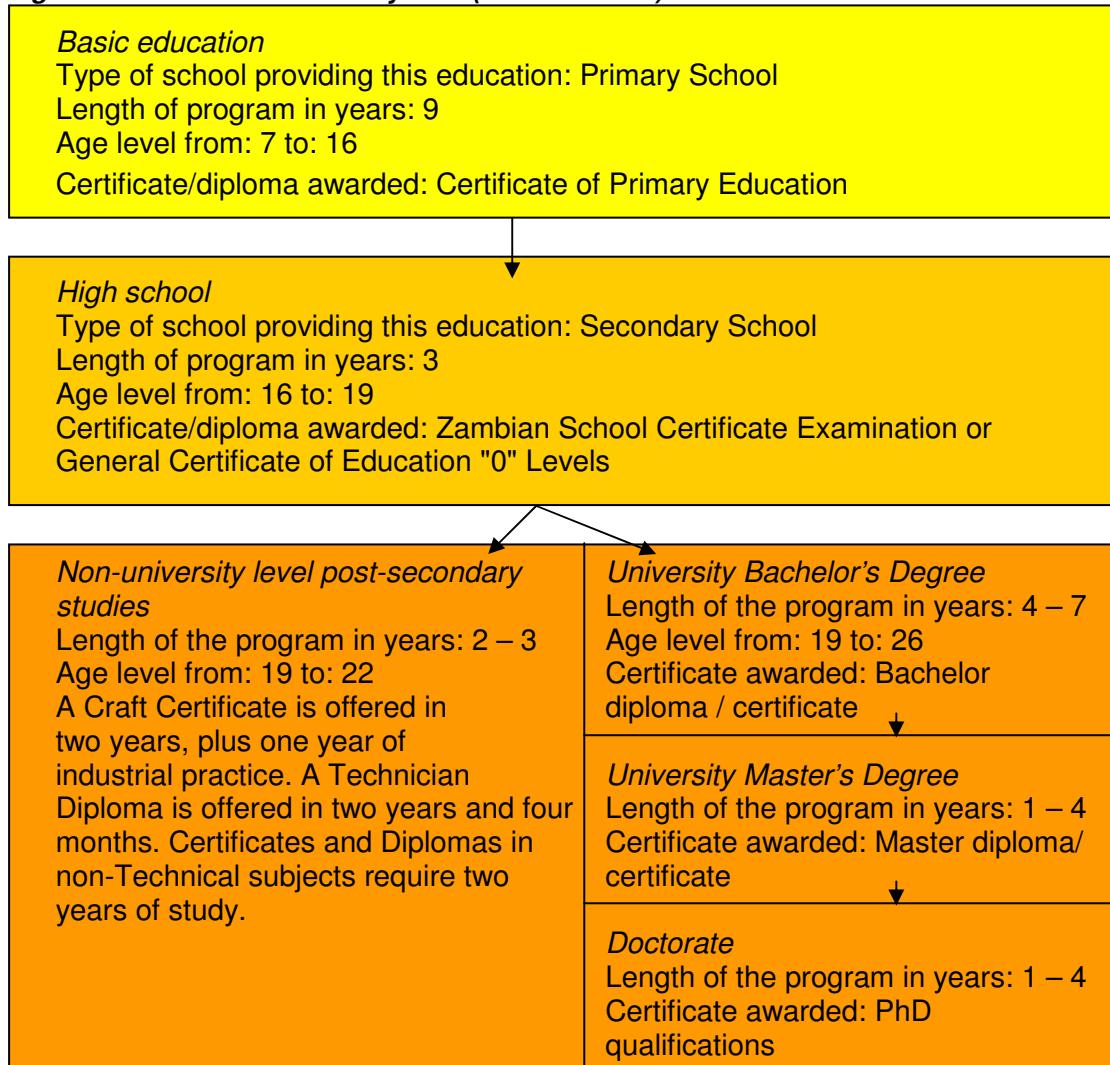 Basic education
Type of school providing this education: Primary School
Length of program in years: 9
Age level from: 7 to: 16
Certificate/diploma awarded: Certificate of Primary Education
High school
Type of school providing this education: Secondary School
Length of program in years: 3
Age level from: 16 to: 19
Certificate/diploma awarded: Zambian School Certificate Examination or
General Certificate of Education "0" Levels
Non-university level post-secondary
studies
Length of the program in years: 2 – 3
Age level from: 19 to: 22
A Craft Certificate is offered in
two years, plus one year of
industrial practice. A Technician
Diploma is offered in two years and four
months. Certificates and Diplomas in
non-Technical subjects require two
years of study.
University Bachelor's Degree
Length of the program in years: 4 – 7
Age level from: 19 to: 26
Certificate awarded: Bachelor
diploma / certificate
University Master's Degree
Length of the program in years: 1 – 4
Certificate awarded: Master diploma/
certificate
Doctorate
Length of the program in years: 1 – 4
Certificate awarded: PhD
qualifications